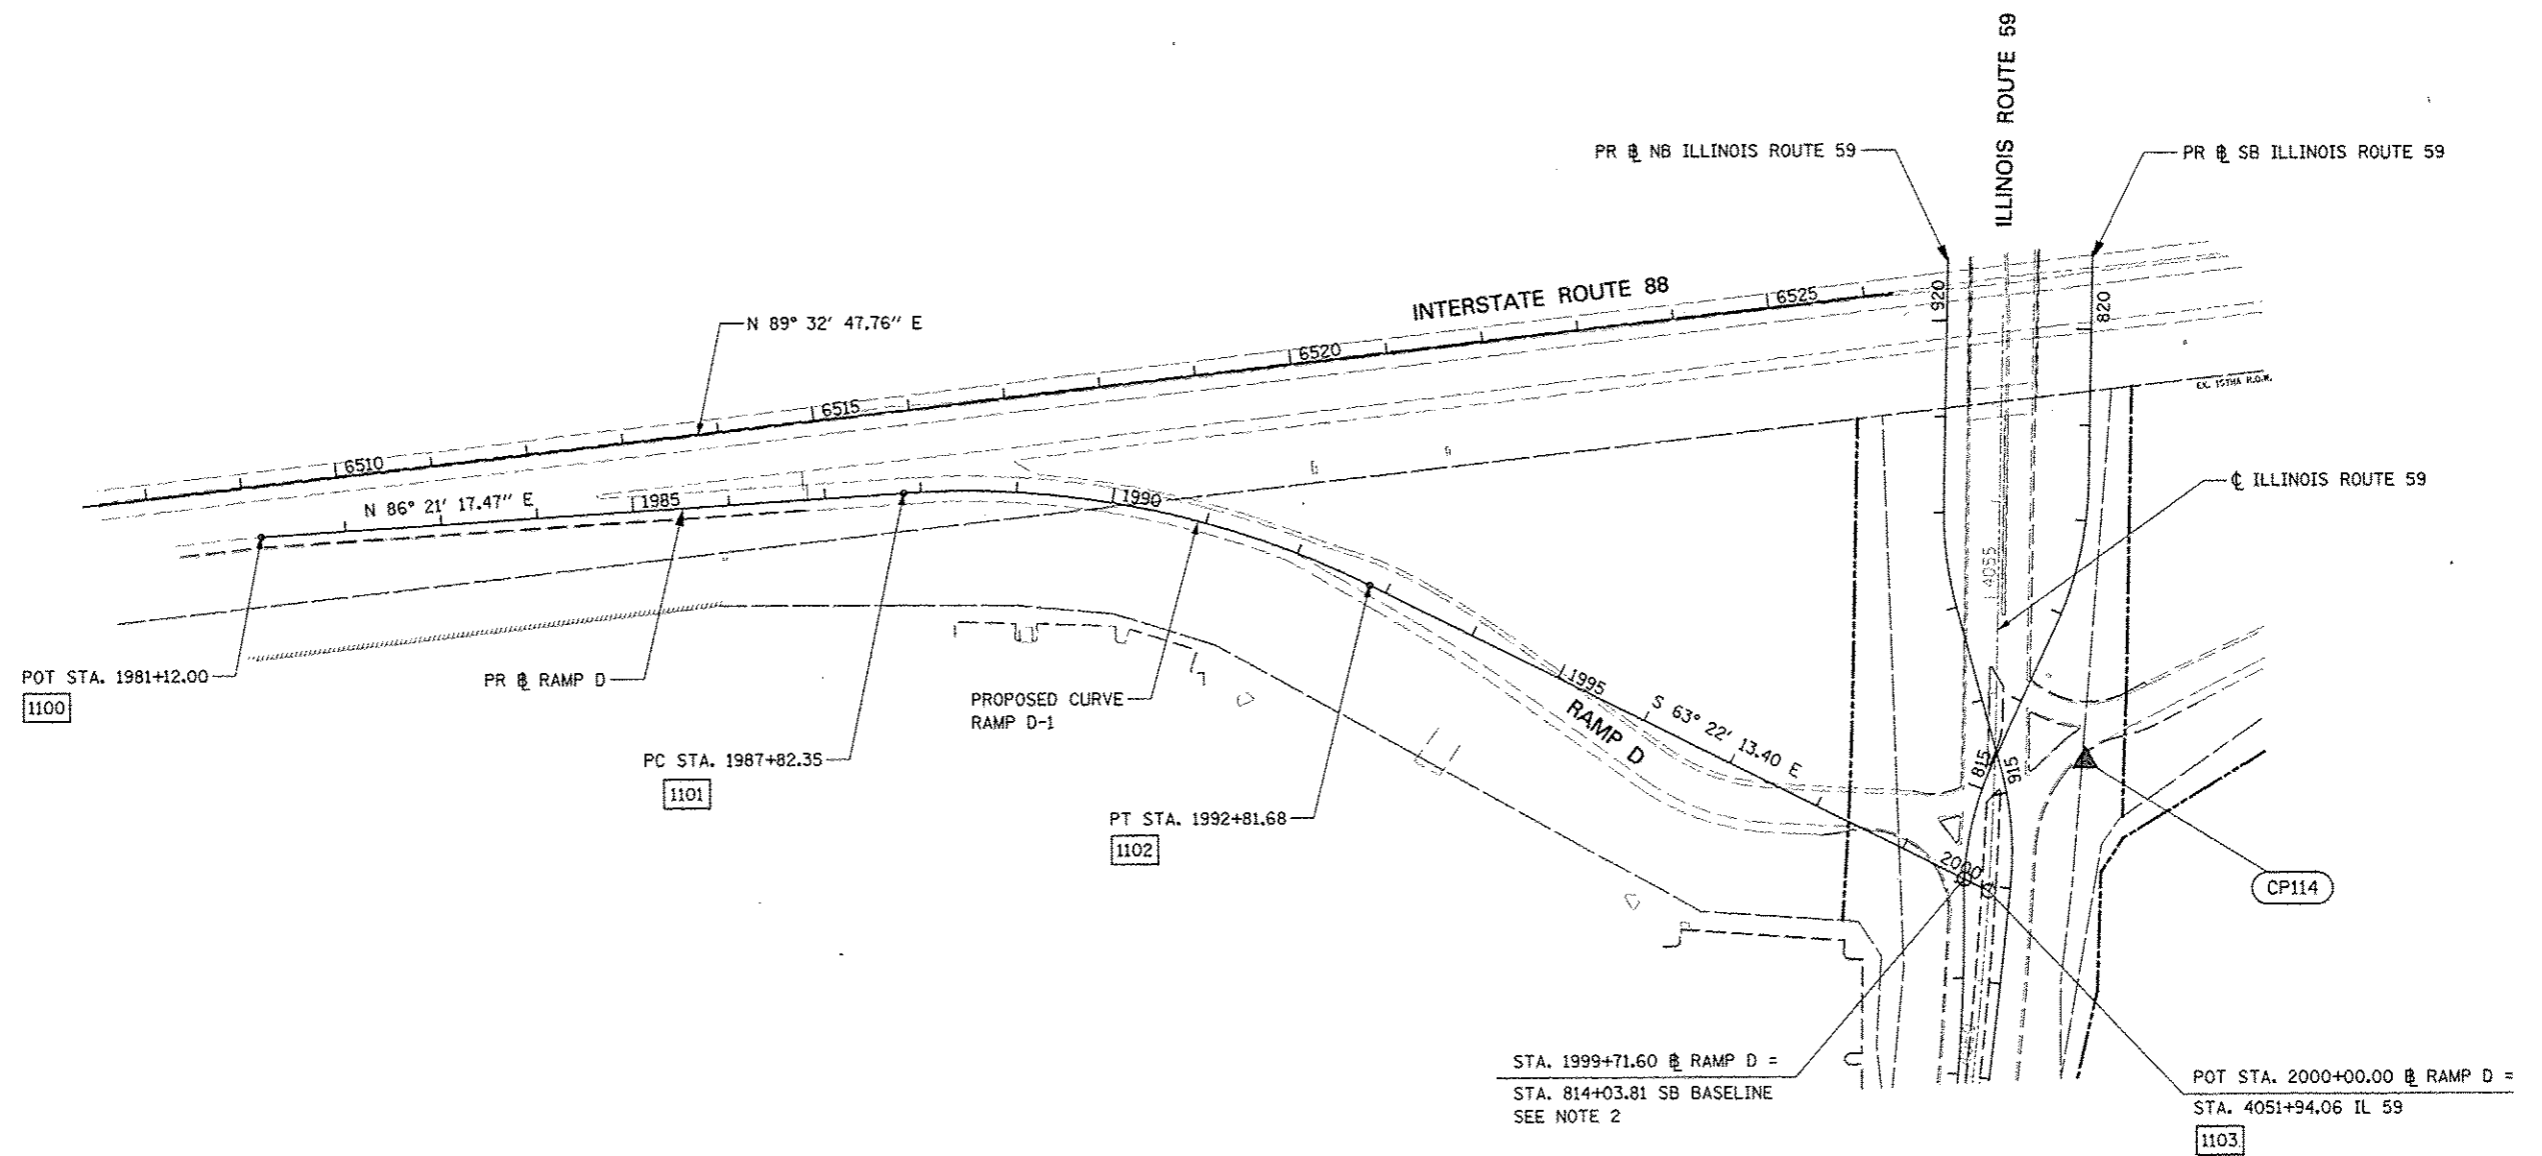 ILLINOIS ROUTE 59
PR ℄ NB ILLINOIS ROUTE 59
PR ℄ SB ILLINOIS ROUTE 59
INTERSTATE ROUTE 88
N 89° 32' 47.76'' E
6525
920
820
6520
EX. ISTHA R.O.W.
6515
6510
℄ ILLINOIS ROUTE 59
N 86° 21' 17.47'' E
1985
1990
4055
POT STA. 1981+12.00
1100
PR ℄ RAMP D
PROPOSED CURVE
RAMP D-1
1995
S 63° 22' 13.40 E
RAMP D
PC STA. 1987+82.35
1101
815
915
PT STA. 1992+81.68
1102
2000
CP114
STA. 1999+71.60 ℄ RAMP D =
STA. 814+03.81 SB BASELINE
SEE NOTE 2
POT STA. 2000+00.00 ℄ RAMP D =
STA. 4051+94.06 IL 59
1103